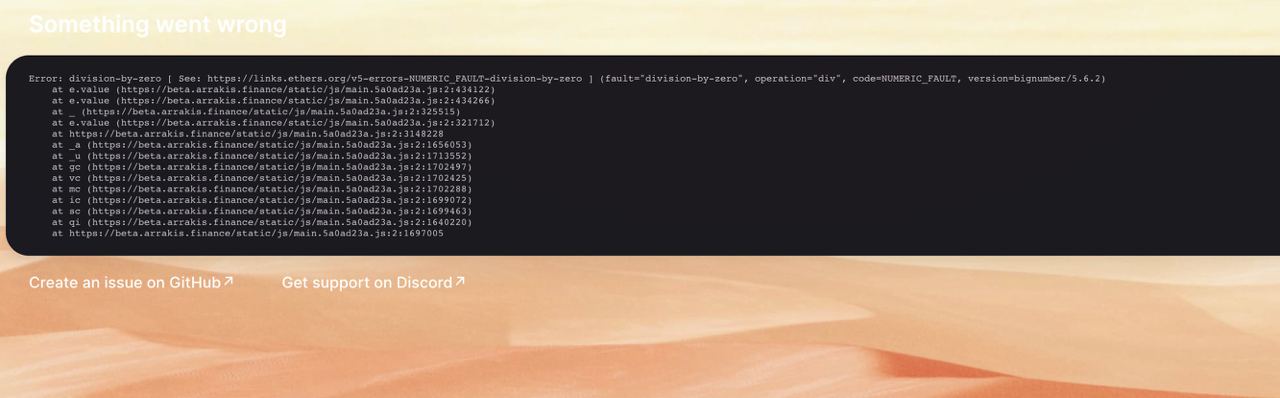 Something went wrong
Error: division-by-zero [ See: https://links.ethers.org/v5-errors-NUMERIC_FAULT-division-by-zero ] (fault="division-by-zero", operation="div", code=NUMERIC_FAULT, version=bignumber/5.6.2)
at e.value (https://beta.arrakis.finance/static/js/main.5a0ad23a.js:2:434122)
at e.value (https://beta.arrakis.finance/static/js/main.5a0ad23a.js:2:434266)
at _ (https://beta.arrakis.finance/static/js/main.5a0ad23a.js:2:325515)
at e.value (https://beta.arrakis.finance/static/js/main.5a0ad23a.js:2:321712)
at https://beta.arrakis.finance/static/js/main.5a0ad23a.js:2:3148228
at _a (https://beta.arrakis.finance/static/js/main.5a0ad23a.js:2:1656053)
at _u (https://beta.arrakis.finance/static/js/main.5a0ad23a.js:2:1713552)
at gc (https://beta.arrakis.finance/static/js/main.5a0ad23a.js:2:1702497)
at vc (https://beta.arrakis.finance/static/js/main.5a0ad23a.js:2:1702425)
at mc (https://beta.arrakis.finance/static/js/main.5a0ad23a.js:2:1702288)
at ic (https://beta.arrakis.finance/static/js/main.5a0ad23a.js:2:1699072)
at sc (https://beta.arrakis.finance/static/js/main.5a0ad23a.js:2:1699463)
at qi (https://beta.arrakis.finance/static/js/main.5a0ad23a.js:2:1640220)
at https://beta.arrakis.finance/static/js/main.5a0ad23a.js:2:1697005
Create an issue on GitHub↗ Get support on Discord↗